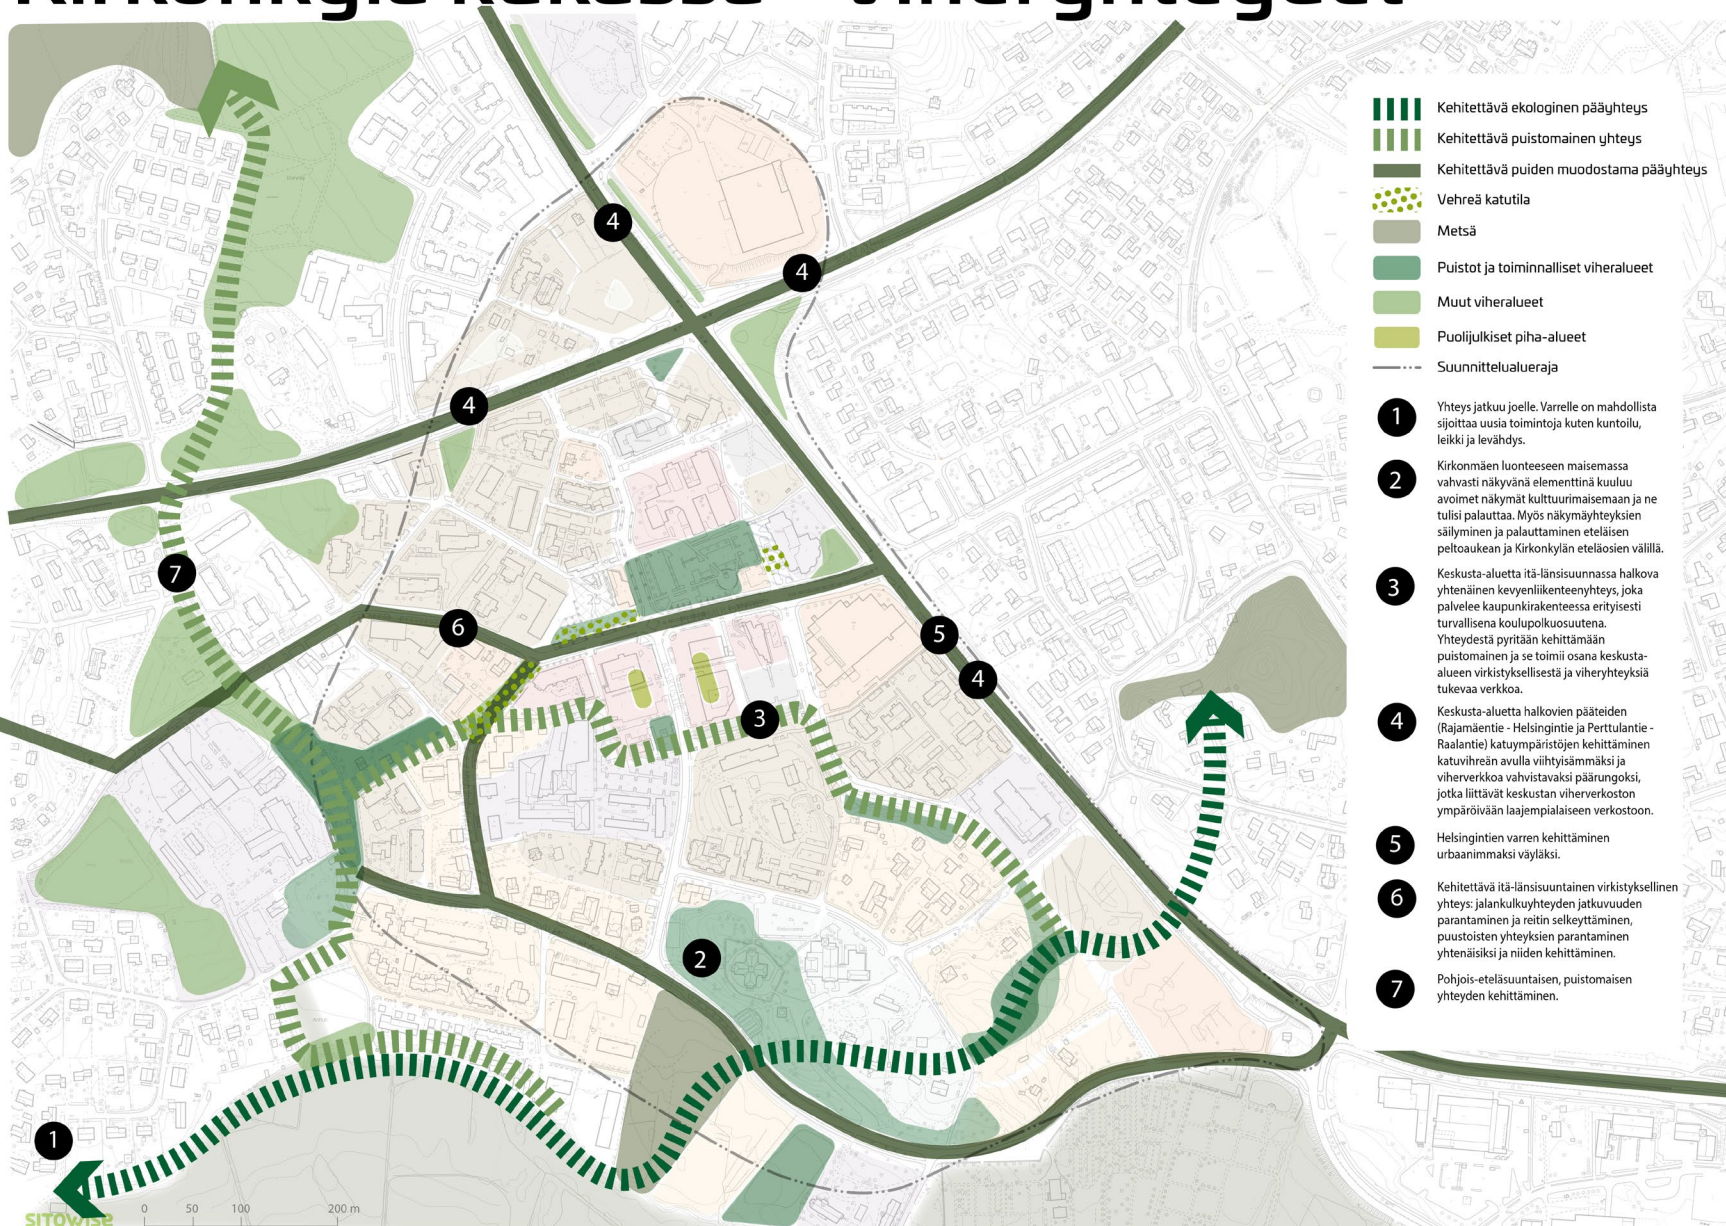 Kehitettävä ekologinen pääyhteys
Kehitettävä puistomainen yhteys
Kehitettävä puiden muodostama pääyhteys
Vehreä katutila
Metsä
Puistot ja toiminnalliset viheralueet
Muut viheralueet
Puolijulkiset piha-alueet
Suunnittelualueraja
1
Yhteys jatkuu joelle. Varrelle on mahdollista
sijoittaa uusia toimintoja kuten kuntoilu,
leikki ja levähdys.
2
Kirkonmäen luonteeseen maisemassa
vahvasti näkyvänä elementtinä kuuluu
avoimet näkymät kulttuurimaisemaan ja ne
tulisi palauttaa. Myös näkymäyhteyksien
säilyminen ja palauttaminen eteläisen
peltoaukean ja Kirkonkylän eteläosien välillä.
3
Keskusta-aluetta itä-länsisuunnassa halkova
yhtenäinen kevyenliikenteenyhteys, joka
palvelee kaupunkirakenteessa erityisesti
turvallisena koulupolkuosuutena.
Yhteydestä pyritään kehittämään
puistomainen ja se toimii osana keskusta-
alueen virkistyksellisestä ja viheryhteyksiä
tukevaa verkkoa.
4
Keskusta-aluetta halkovien pääteiden
(Rajamäentie - Helsingintie ja Perttulantie -
Raalantie) katuympäristöjen kehittäminen
katuvihreän avulla viihtyisämmäksi ja
viherverkkoa vahvistavaksi päärungoksi,
jotka liittävät keskustan viherverkoston
ympäröivään laajempialaiseen verkostoon.
5
Helsingintien varren kehittäminen
urbaanimmaksi väyläksi.
6
Kehitettävä itä-länsisuuntainen virkistyksellinen
yhteys: jalankulkuyhteyden jatkuvuuden
parantaminen ja reitin selkeyttäminen,
puustoisten yhteyksien parantaminen
yhtenäisiksi ja niiden kehittäminen.
7
Pohjois-eteläsuuntaisen, puistomaisen
yhteyden kehittäminen.
4
4
4
7
6
5
4
3
2
1
0 50 100 200 m
SITOWISE